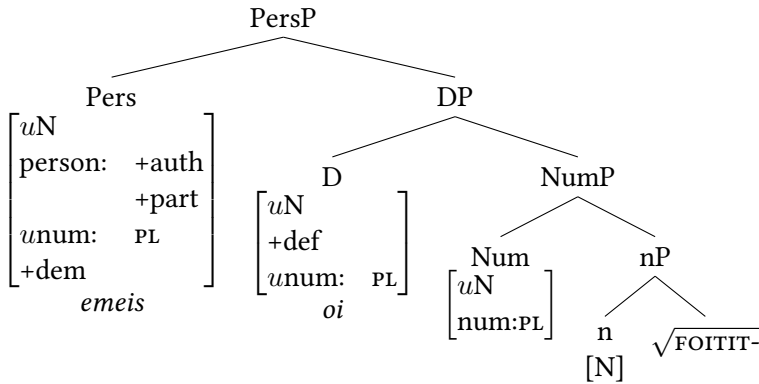 PersP
Pers DP
uN
person: +auth
+part
unum: PL
+dem
emeis
D NumP
uN
+def
unum: PL
oi
Num nP
uN
num:PL
n √FOITIT-
[N]